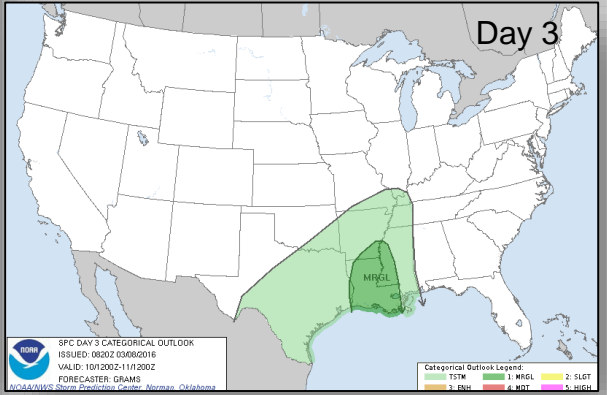 Day 3
MRGL
NOAA
SPC DAY 3 CATEGORICAL OUTLOOK
ISSUED: 0820Z 03/08/2016
VALID: 10/1200Z-11/1200Z
FORECASTER: GRAMS
NOAA/NWS Storm Prediction Center, Norman, Oklahoma
Categorical Outlook Legend:
TSTM 1: MRGL 2: SLGT
3: ENH 4: MDT 5: HIGH